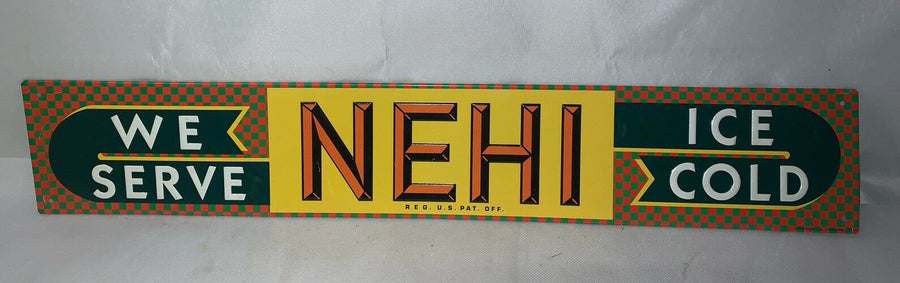 WE
SERVE
NEHI
REG. U.S. PAT. OFF.
ICE
COLD